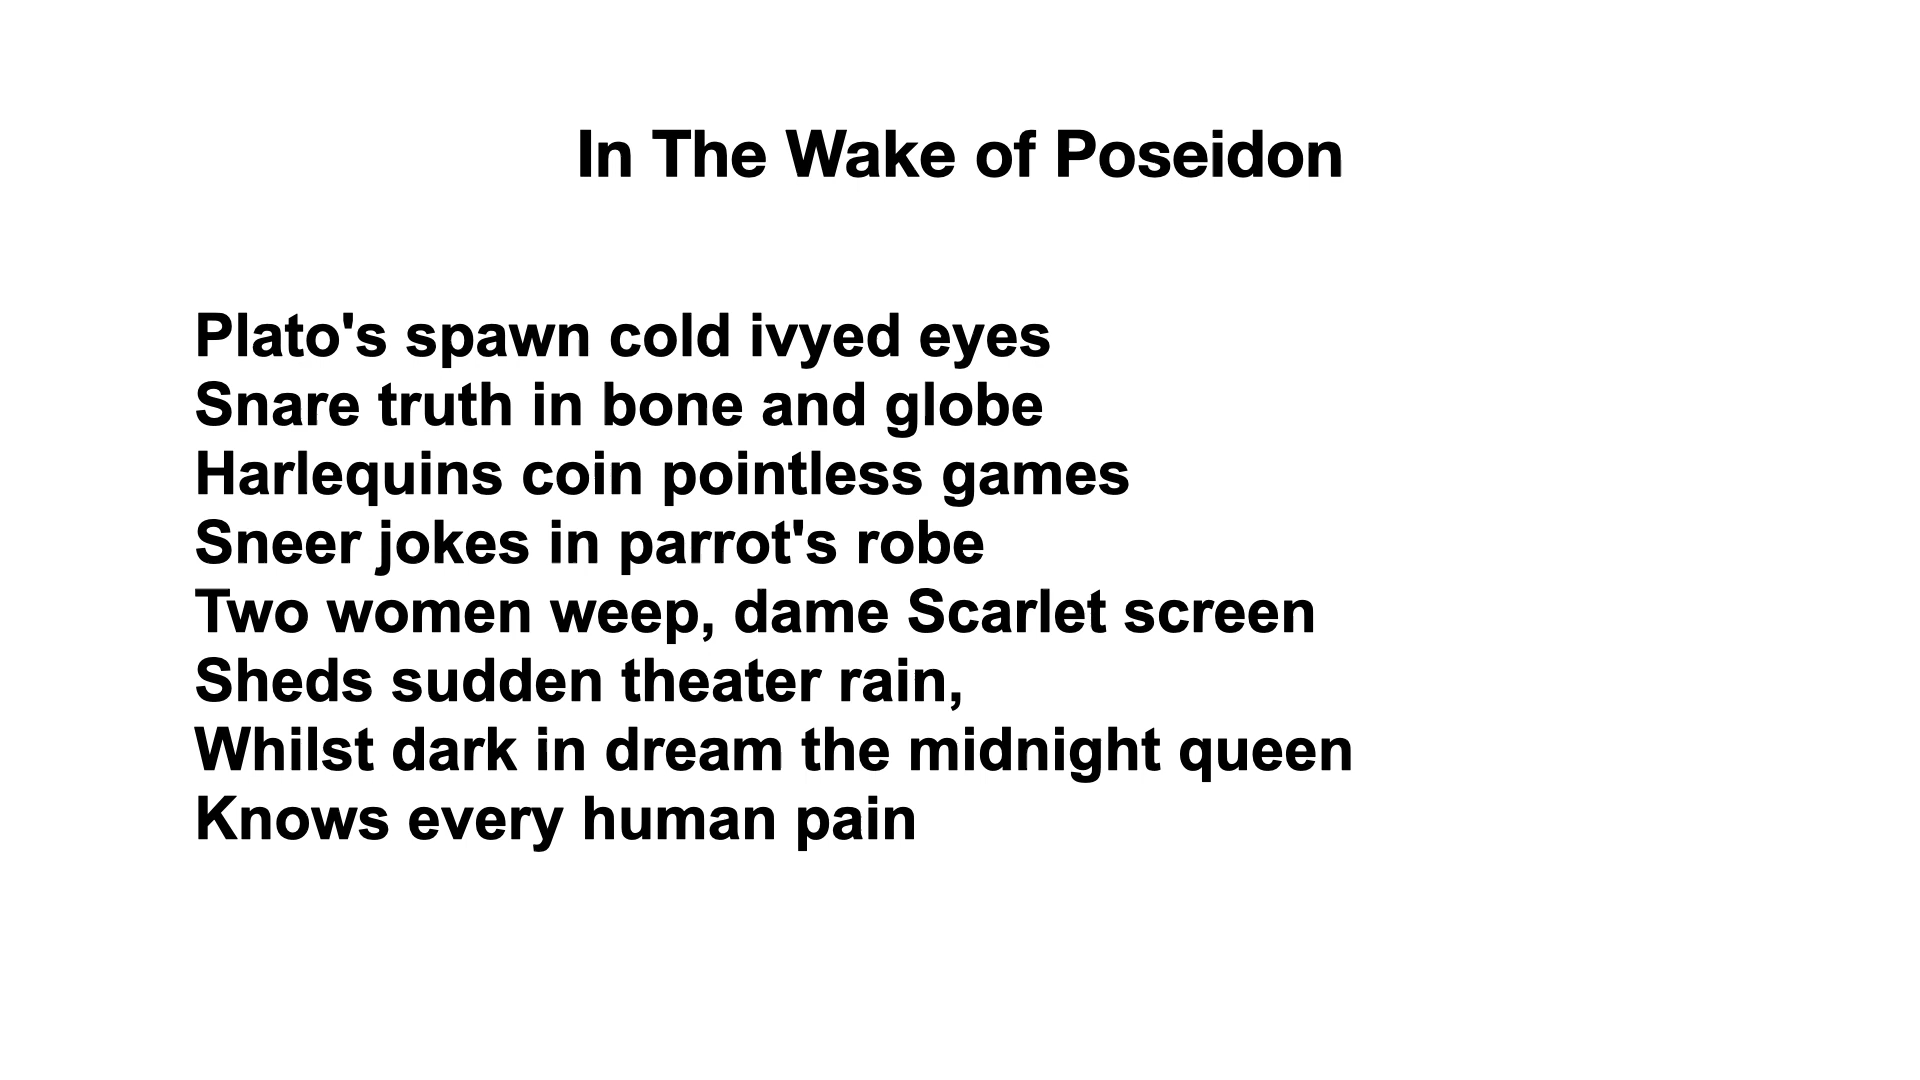 In The Wake of Poseidon
Plato's spawn cold ivyed eyes
Snare truth in bone and globe
Harlequins coin pointless games
Sneer jokes in parrot's robe
Two women weep, dame Scarlet screen
Sheds sudden theater rain,
Whilst dark in dream the midnight queen
Knows every human pain